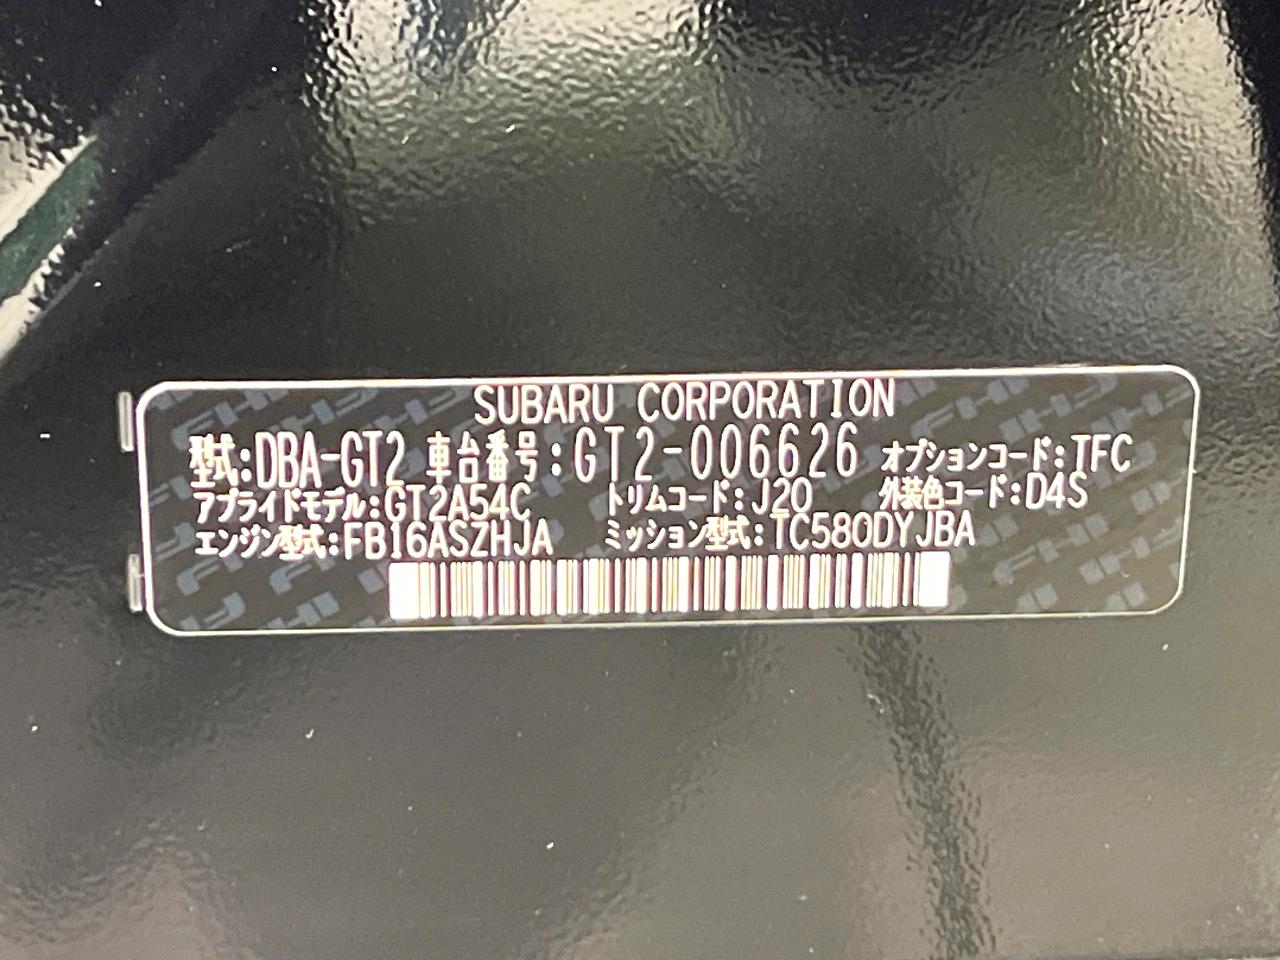 SUBARU CORPORATION
型式:DBA-GT2 車台番号:GT2-006626 オプションコード:TFC
アプライドモデル:GT2A54C トリムコード:J20 外装色コード:D4S
エンジン型式:FB16ASZHJA ミッション型式:TC580DYJBA